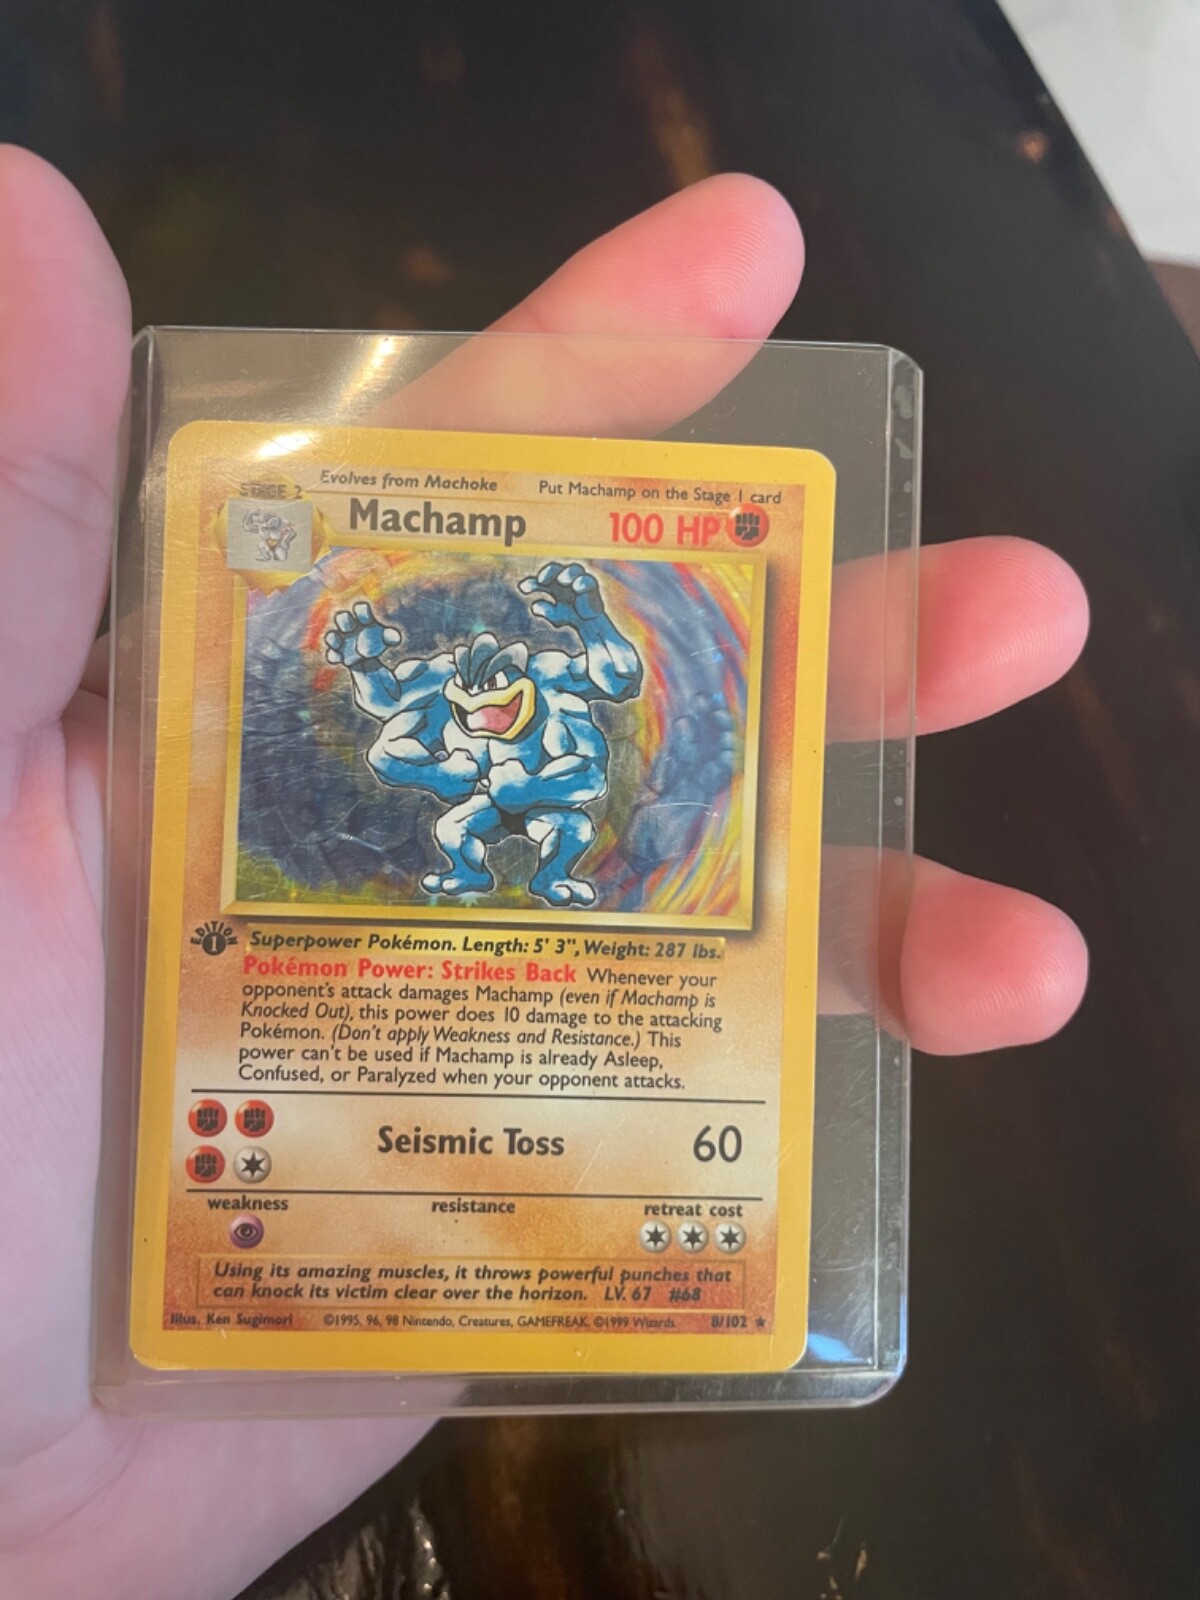 Evolves from Machoke
Put Machamp on the Stage 1 card
STAGE 2
Machamp
100 HP
EDITION
1
Superpower Pokémon. Length: 5' 3", Weight: 287 lbs.
Pokémon Power: Strikes Back Whenever your
opponent's attack damages Machamp (even if Machamp is
Knocked Out), this power does 10 damage to the attacking
Pokémon. (Don't apply Weakness and Resistance.) This
power can't be used if Machamp is already Asleep,
Confused, or Paralyzed when your opponent attacks.
Seismic Toss
60
weakness
resistance
retreat cost
Using its amazing muscles, it throws powerful punches that
can knock its victim clear over the horizon. LV. 67 #68
Illus. Ken Sugimori ©1995, 96, 98 Nintendo, Creatures, GAMEFREAK. ©1999 Wizards. 8/102 ★